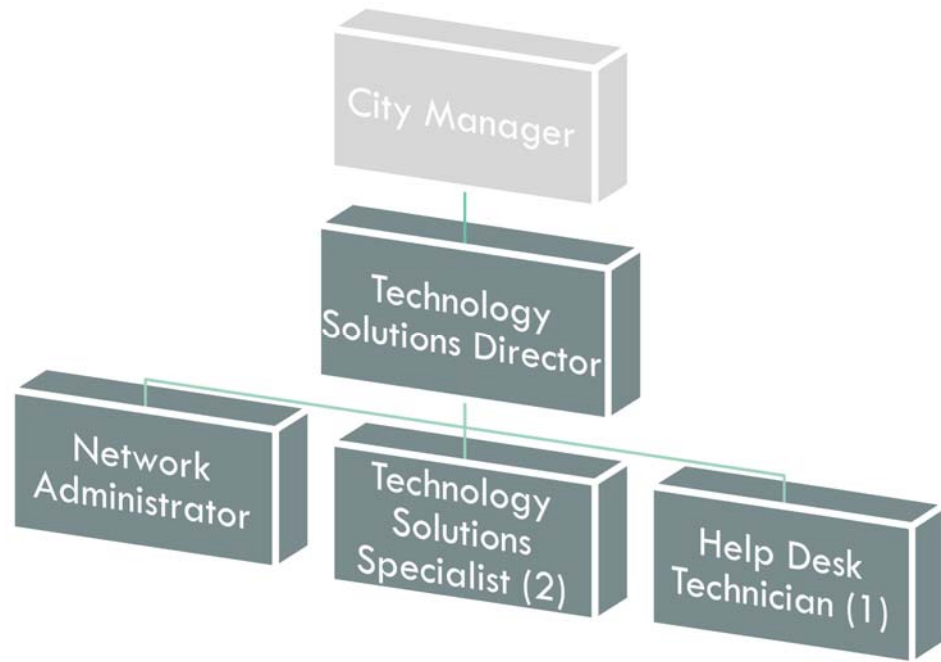 City Manager
Technology
Solutions Director
Network
Administrator
Technology
Solutions
Specialist (2)
Help Desk
Technician (1)